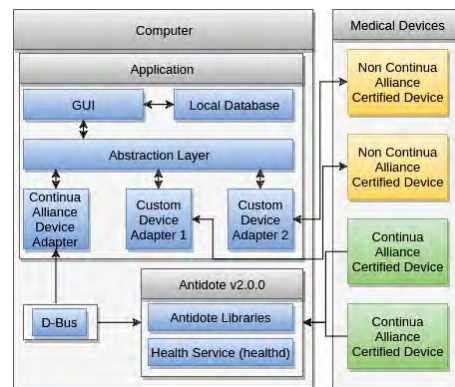 Computer
Medical Devices
Application
GUI
Local Database
Abstraction Layer
Continua
Alliance
Device
Adapter
Custom
Device
Adapter 1
Custom
Device
Adapter 2
Non Continua
Alliance
Certified Device
Non Continua
Alliance
Certified Device
Continua
Alliance
Certified Device
Continua
Alliance
Certified Device
Antidote v2.0.0
D-Bus
Antidote Libraries
Health Service (healthd)